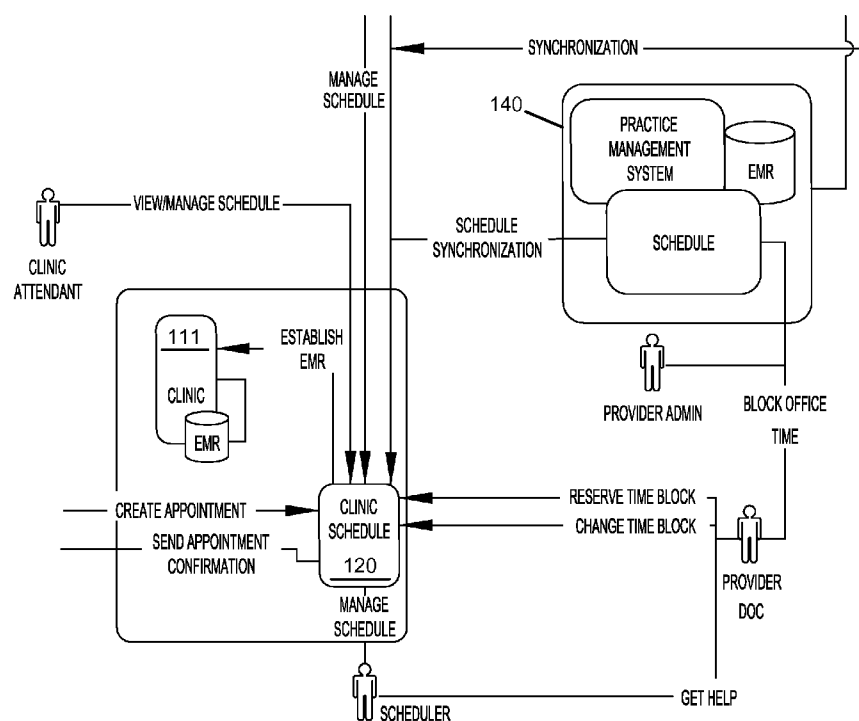 SYNCHRONIZATION
MANAGE
SCHEDULE
140
PRACTICE
MANAGEMENT
SYSTEM
EMR
VIEW/MANAGE SCHEDULE
SCHEDULE
SYNCHRONIZATION
SCHEDULE
CLINIC
ATTENDANT
111
CLINIC
EMR
ESTABLISH
EMR
PROVIDER ADMIN
BLOCK OFFICE
TIME
CREATE APPOINTMENT
SEND APPOINTMENT
CONFIRMATION
CLINIC
SCHEDULE
120
RESERVE TIME BLOCK
CHANGE TIME BLOCK
PROVIDER
DOC
MANAGE
SCHEDULE
SCHEDULER
GET HELP